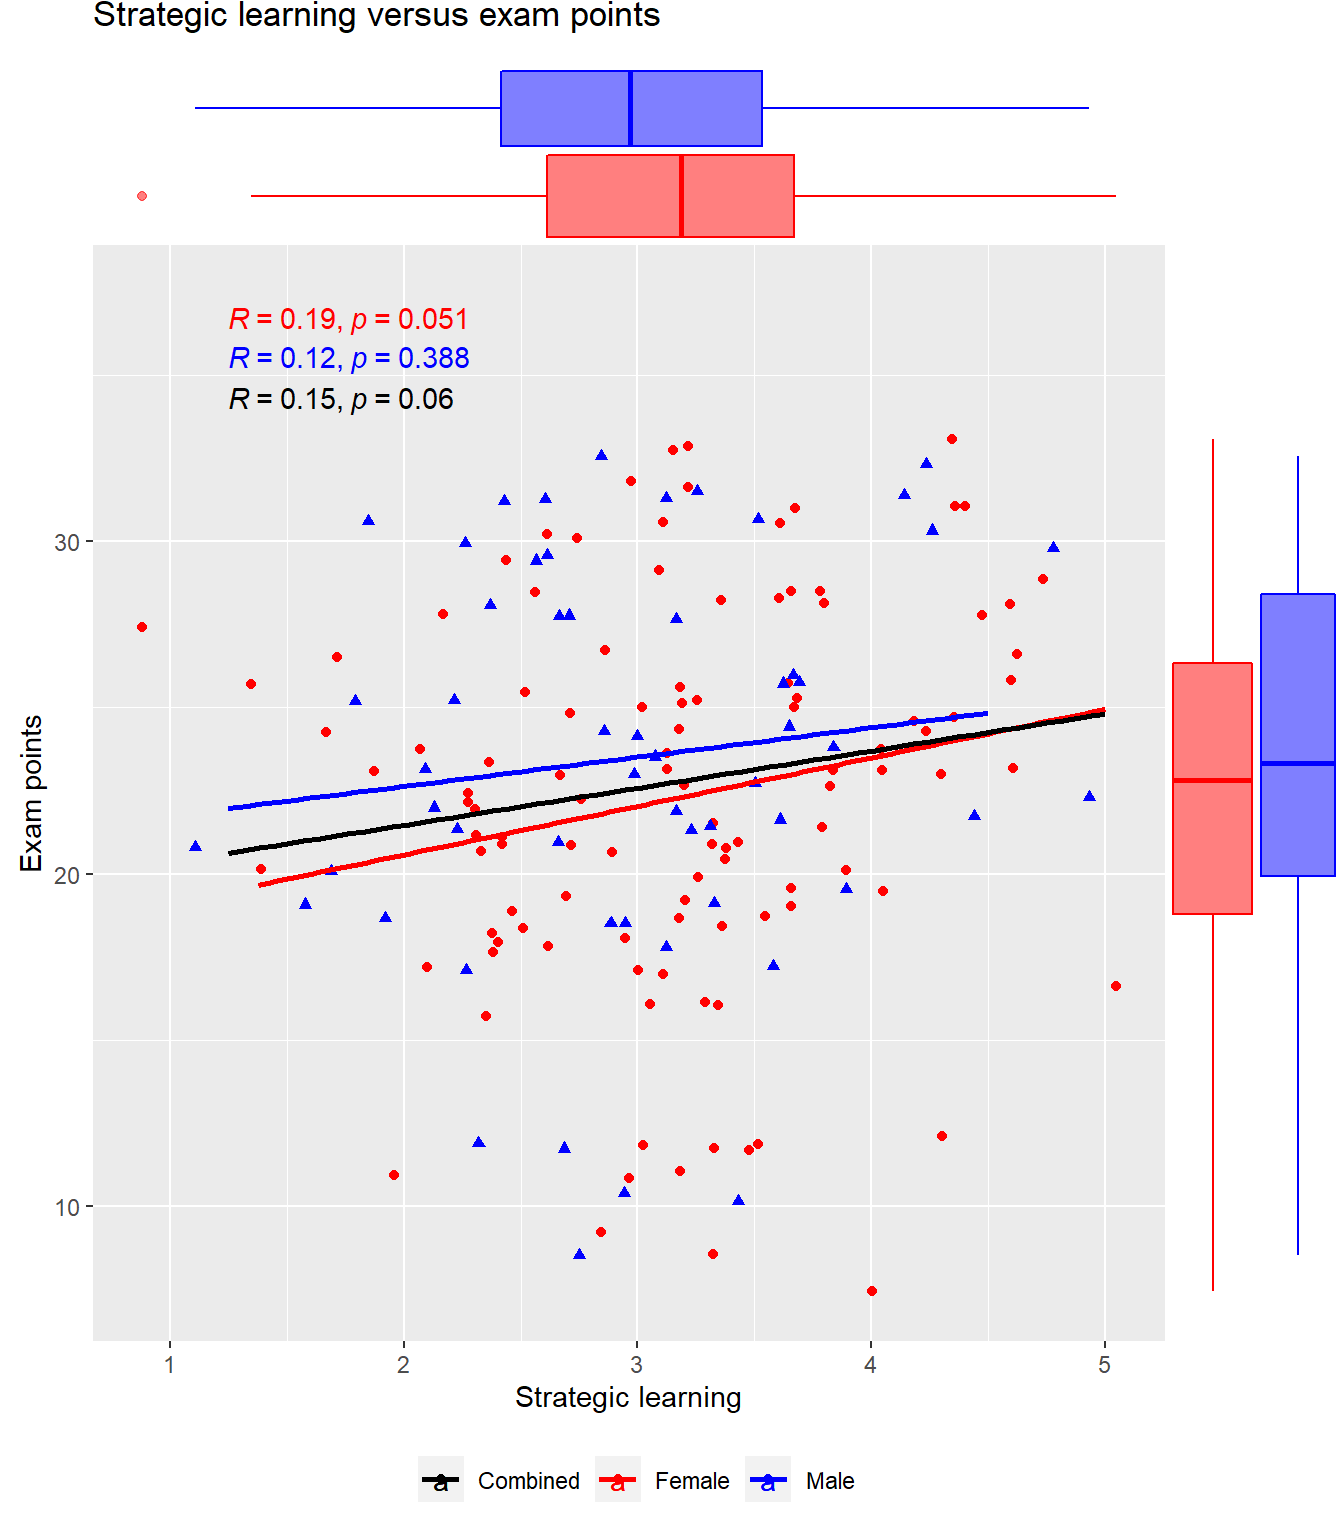 Strategic learning versus exam points
R = 0.19, p = 0.051
R = 0.12, p = 0.388
R = 0.15, p = 0.06
30
20
10
Exam points
1 2 3 4 5
Strategic learning
a Combined a Female a Male